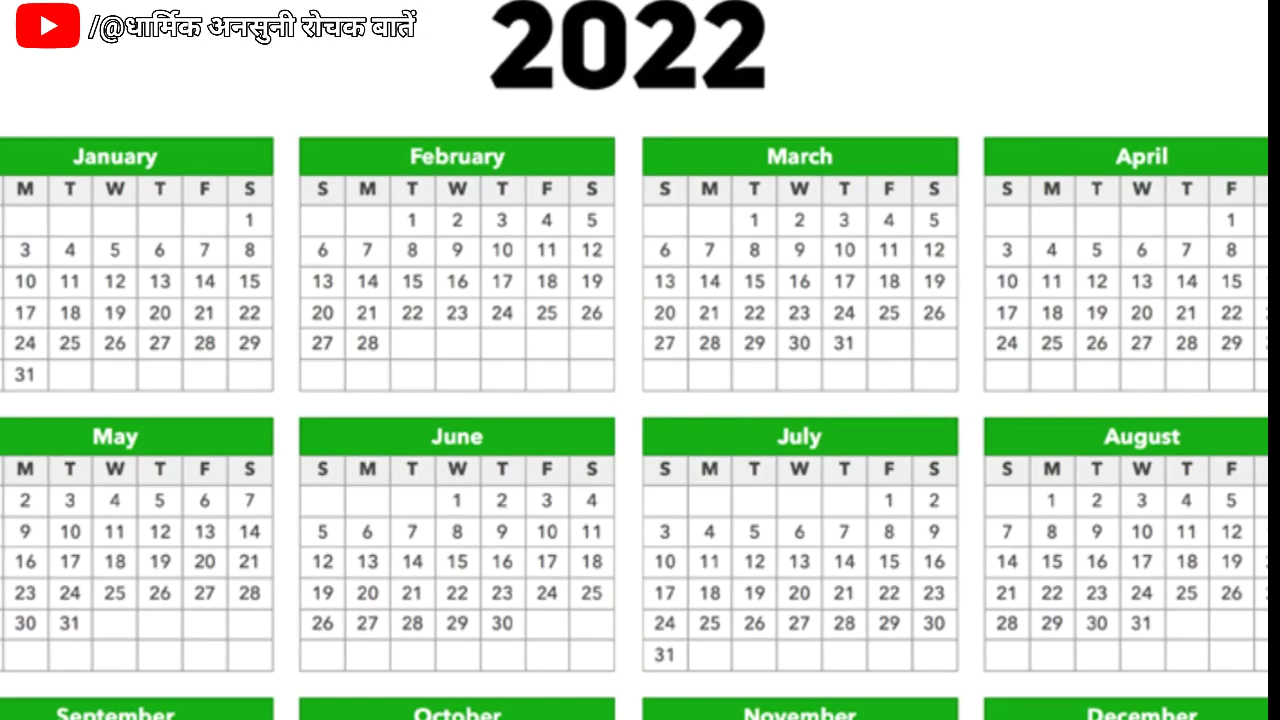 /@धार्मिक अनसुनी रोचक बातें
2022
January February March April
M T W T F S S M T W T F S S M T W T F S S M T W T F
1 1 2 3 4 5 1 2 3 4 5 1
3 4 5 6 7 8 6 7 8 9 10 11 12 6 7 8 9 10 11 12 3 4 5 6 7 8
10 11 12 13 14 15 13 14 15 16 17 18 19 13 14 15 16 17 18 19 10 11 12 13 14 15
17 18 19 20 21 22 20 21 22 23 24 25 26 20 21 22 23 24 25 26 17 18 19 20 21 22
24 25 26 27 28 29 27 28 27 28 29 30 31 24 25 26 27 28 29
31
May June July August
M T W T F S S M T W T F S S M T W T F S S M T W T F
2 3 4 5 6 7 1 2 3 4 1 2 1 2 3 4 5
9 10 11 12 13 14 5 6 7 8 9 10 11 3 4 5 6 7 8 9 7 8 9 10 11 12
16 17 18 19 20 21 12 13 14 15 16 17 18 10 11 12 13 14 15 16 14 15 16 17 18 19
23 24 25 26 27 28 19 20 21 22 23 24 25 17 18 19 20 21 22 23 21 22 23 24 25 26
30 31 26 27 28 29 30 24 25 26 27 28 29 30 28 29 30 31
31
September October November December